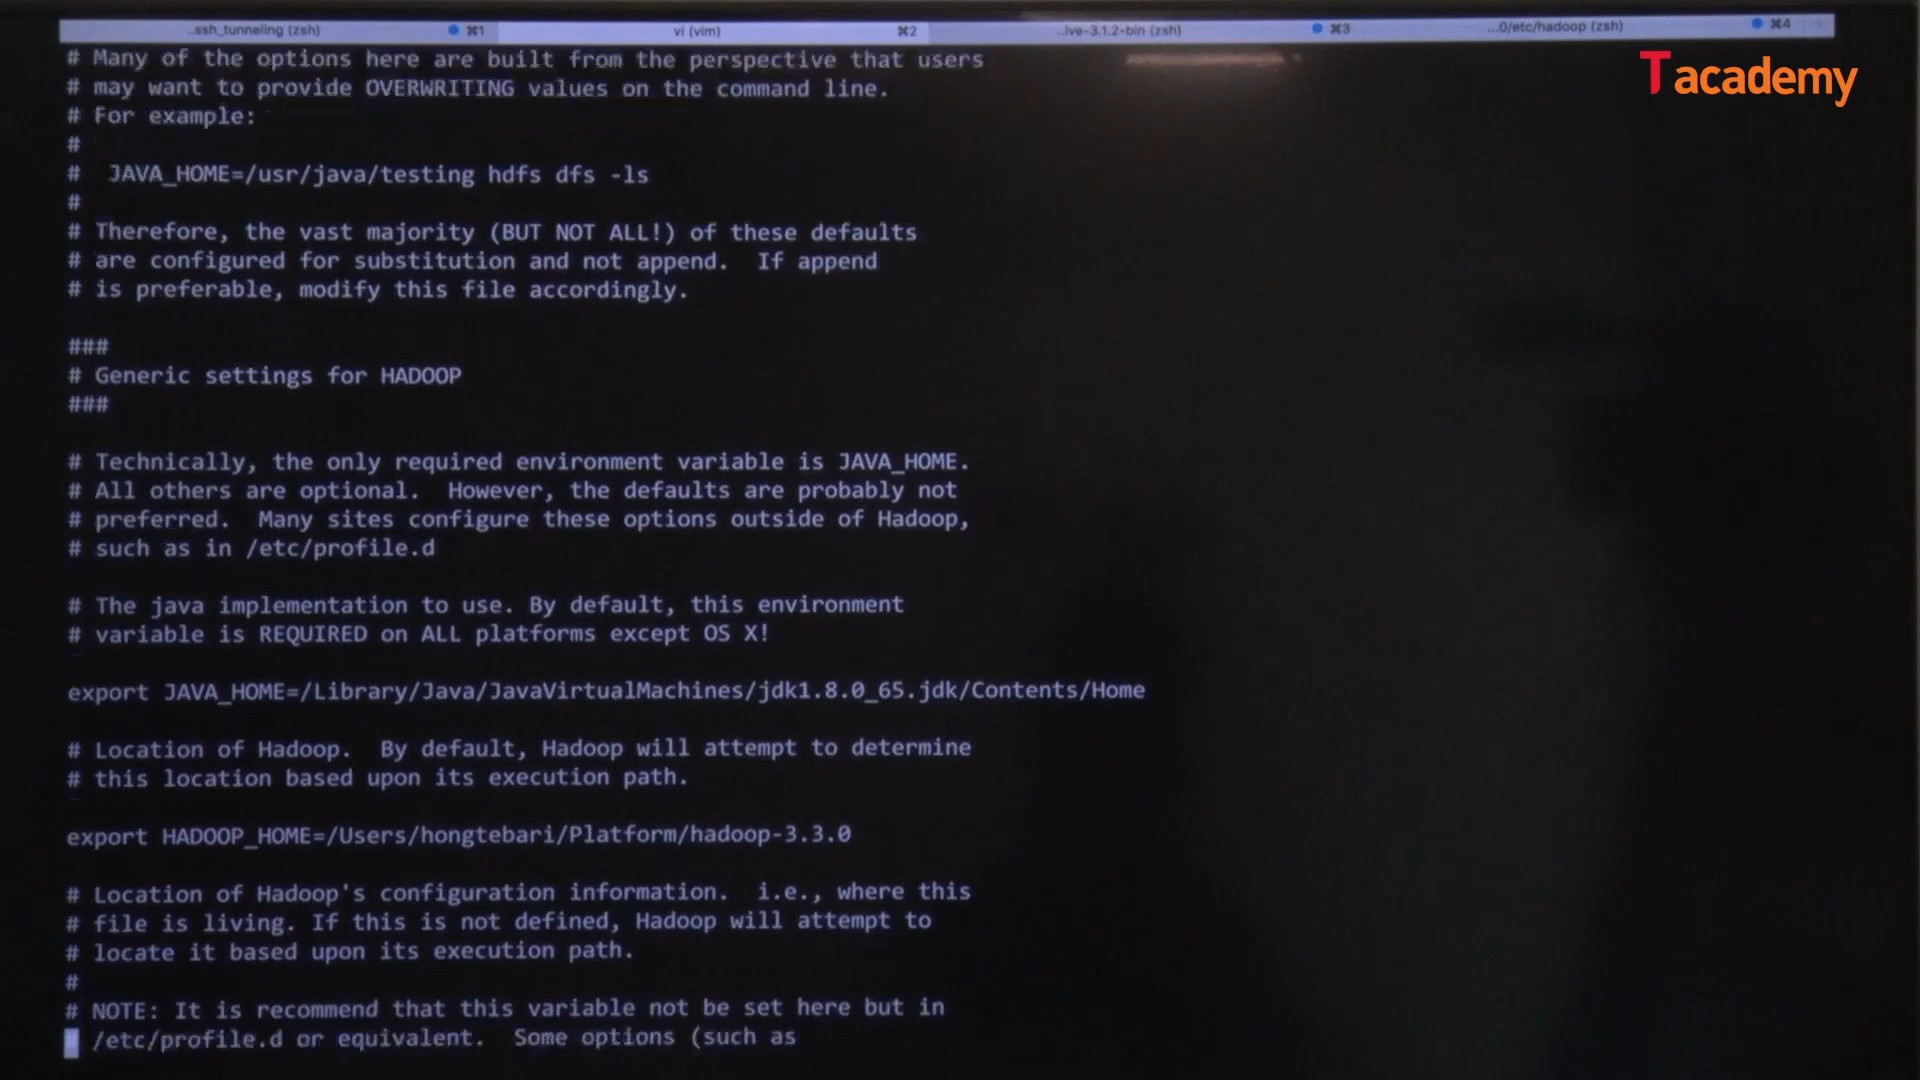 ..ssh_tunneling (zsh) ⌘1 vi (vim) ⌘2 ..ive-3.1.2-bin (zsh) ⌘3 ...0/etc/hadoop (zsh) ⌘4
Tacademy
# Many of the options here are built from the perspective that users
# may want to provide OVERWRITING values on the command line.
# For example:
#
#  JAVA_HOME=/usr/java/testing hdfs dfs -ls
#
# Therefore, the vast majority (BUT NOT ALL!) of these defaults
# are configured for substitution and not append.  If append
# is preferable, modify this file accordingly.
###
# Generic settings for HADOOP
###
# Technically, the only required environment variable is JAVA_HOME.
# All others are optional.  However, the defaults are probably not
# preferred.  Many sites configure these options outside of Hadoop,
# such as in /etc/profile.d
# The java implementation to use. By default, this environment
# variable is REQUIRED on ALL platforms except OS X!
export JAVA_HOME=/Library/Java/JavaVirtualMachines/jdk1.8.0_65.jdk/Contents/Home
# Location of Hadoop.  By default, Hadoop will attempt to determine
# this location based upon its execution path.
export HADOOP_HOME=/Users/hongtebari/Platform/hadoop-3.3.0
# Location of Hadoop's configuration information.  i.e., where this
# file is living. If this is not defined, Hadoop will attempt to
# locate it based upon its execution path.
#
# NOTE: It is recommend that this variable not be set here but in
# /etc/profile.d or equivalent.  Some options (such as